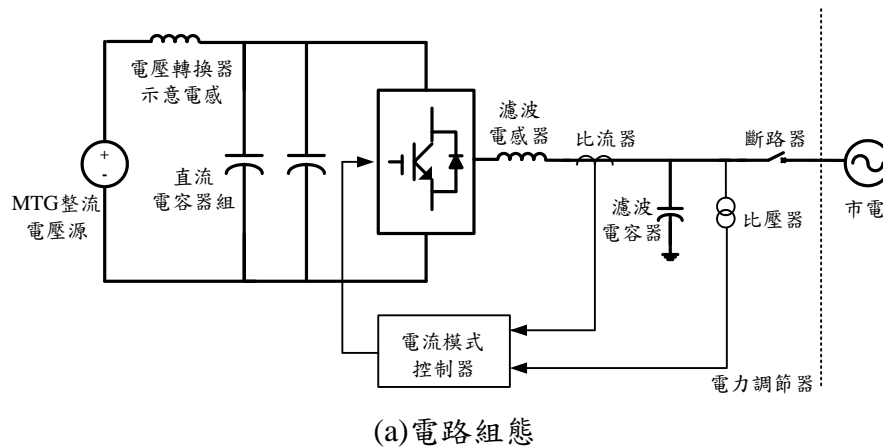 電壓轉換器
示意電感
+
-
MTG整流
電壓源
直流
電容器組
濾波
電感器
比流器
斷路器
濾波
電容器
比壓器
市電
電流模式
控制器
電力調節器
(a)電路組態